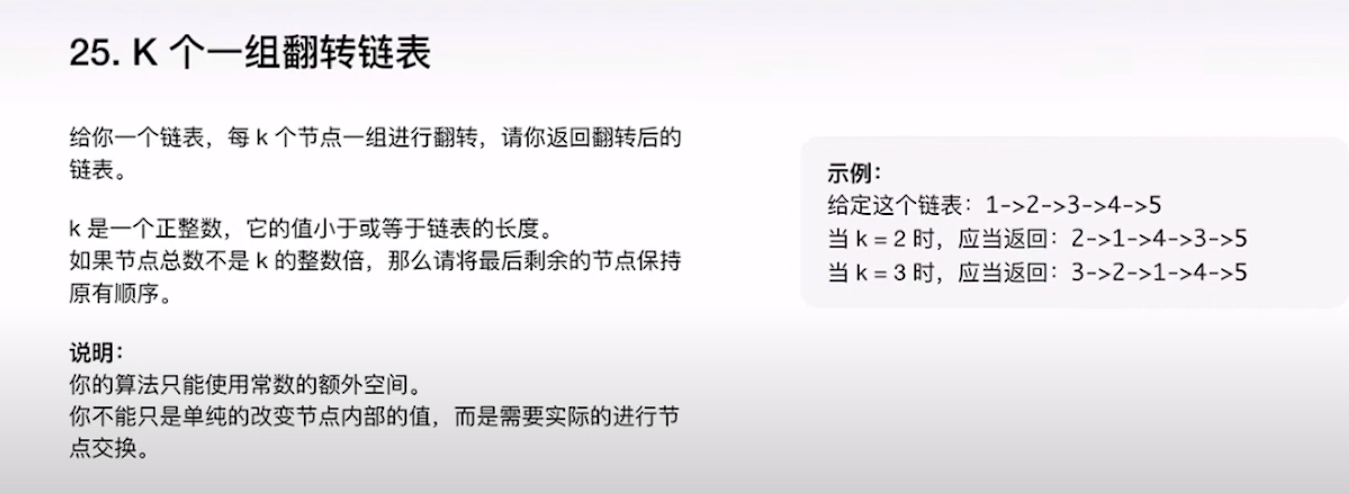 25. K 个一组翻转链表
给你一个链表，每 k 个节点一组进行翻转，请你返回翻转后的
链表。
k 是一个正整数，它的值小于或等于链表的长度。
如果节点总数不是 k 的整数倍，那么请将最后剩余的节点保持
原有顺序。
说明：
你的算法只能使用常数的额外空间。
你不能只是单纯的改变节点内部的值，而是需要实际的进行节
点交换。
示例：
给定这个链表：1->2->3->4->5
当 k = 2 时，应当返回：2->1->4->3->5
当 k = 3 时，应当返回：3->2->1->4->5